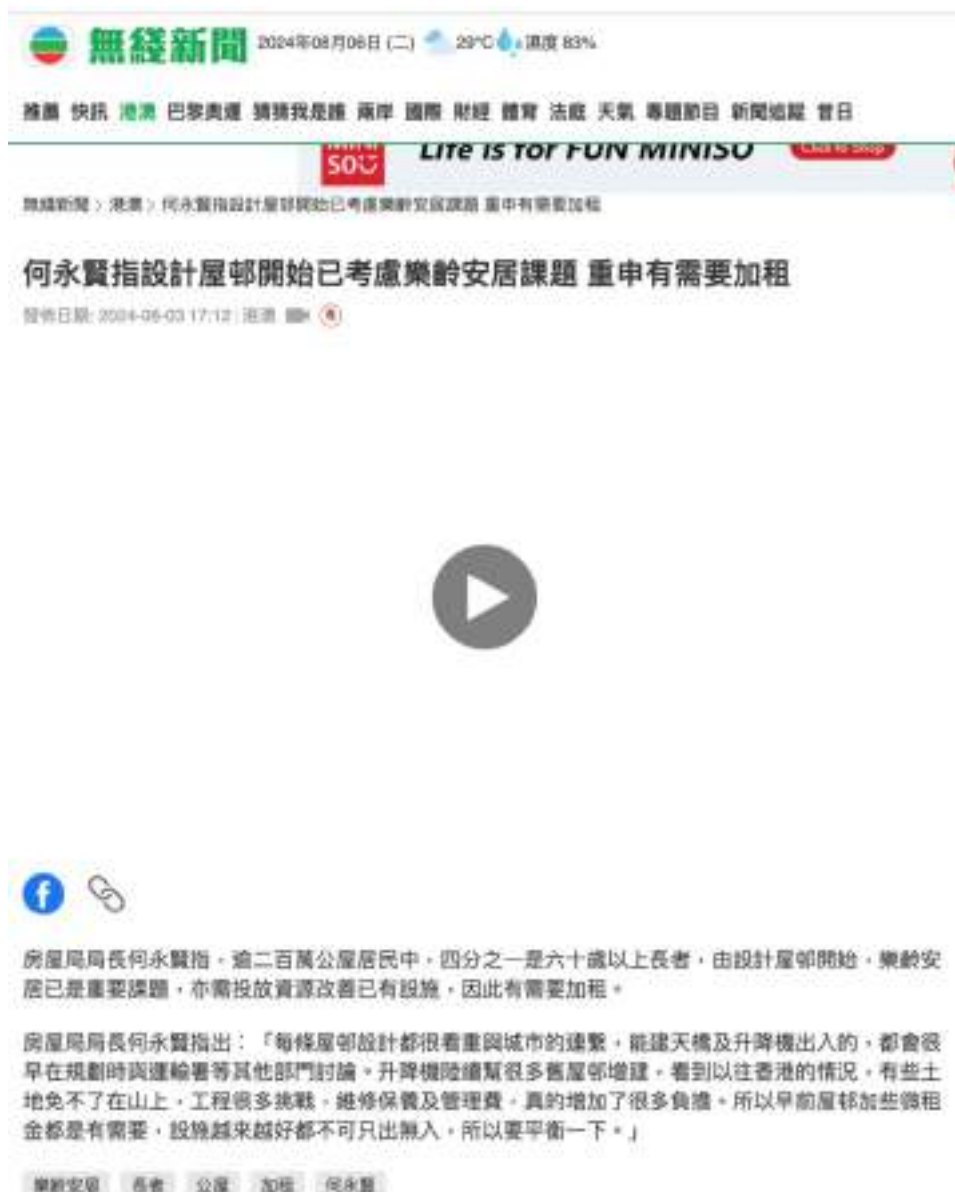 無綫新聞 2024年08月06日 (二) 29°C 濕度 83%
推薦 快訊 港澳 巴黎奧運 猜猜我是誰 兩岸 國際 財經 體育 法庭 天氣 專題節目 新聞追蹤 昔日
MINI
SO
Life is for FUN MINISO
Click to Shop
無綫新聞 > 港澳 > 何永賢指設計屋邨開始已考慮樂齡安居課題 重申有需要加租
何永賢指設計屋邨開始已考慮樂齡安居課題 重申有需要加租
發佈日期: 2024-08-03 17:12 港澳
房屋局局長何永賢指,逾二百萬公屋居民中,四分之一是六十歲以上長者,由設計屋邨開始,樂齡安
居已是重要課題,亦需投放資源改善已有設施,因此有需要加租。
房屋局局長何永賢指出:「每條屋邨設計都很看重與城市的連繫,能建天橋及升降機出入的,都會很
早在規劃時與運輸署等其他部門討論。升降機陸續幫很多舊屋邨增建,看到以往香港的情況,有些土
地免不了在山上,工程很多挑戰,維修保養及管理費,真的增加了很多負擔。所以早前屋邨加些微租
金都是有需要,設施越來越好都不可只出無入,所以要平衡一下。」
樂齡安居 長者 公屋 加租 何永賢